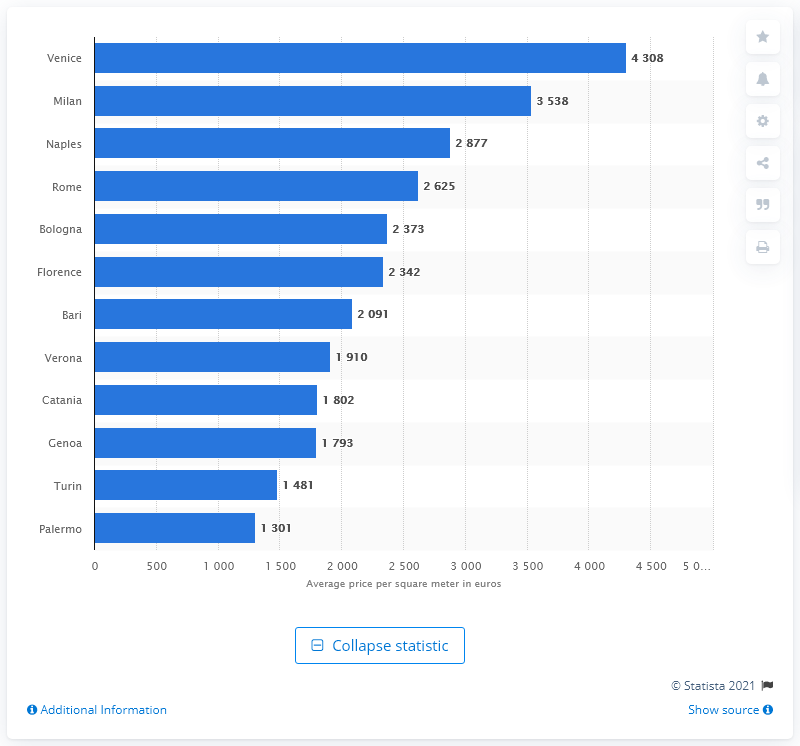 Venice 4 308
Milan 3 538
Naples 2 877
Rome 2 625
Bologna 2 373
Florence 2 342
Bari 2 091
Verona 1 910
Catania 1 802
Genoa 1 793
Turin 1 481
Palermo 1 301
0 500 1 000 1 500 2 000 2 500 3 000 3 500 4 000 4 500 5 0...
Average price per square meter in euros
Collapse statistic
© Statista 2021
Additional Information Show source